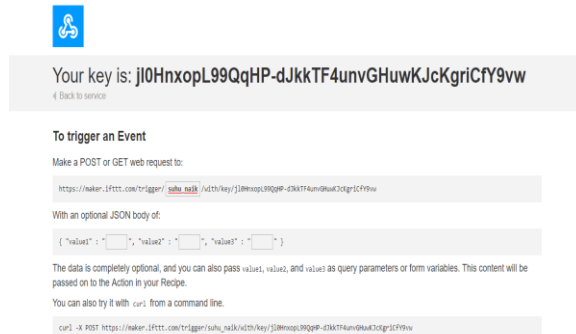 Your key is: jI0HnxopL99QqHP-dJkkTF4unvGHuwKJcKgriCfY9vw
Back to service
To trigger an Event
Make a POST or GET web request to:
https://maker.ifttt.com/trigger/ suhu_naik /with/key/jl0HnxopL99QqHP-dJkkTF4unvGHuwKJcKgriCfY9vw
With an optional JSON body of:
{ "value1" : " ", "value2" : " ", "value3" : " " }
The data is completely optional, and you can also pass value1, value2, and value3 as query parameters or form variables. This content will be
passed on to the Action in your Recipe.
You can also try it with curl from a command line.
curl -X POST https://maker.ifttt.com/trigger/suhu_naik/with/key/jl0HnxopL99QqHP-dJkkTF4unvGHuwKJcKgriCfY9vw